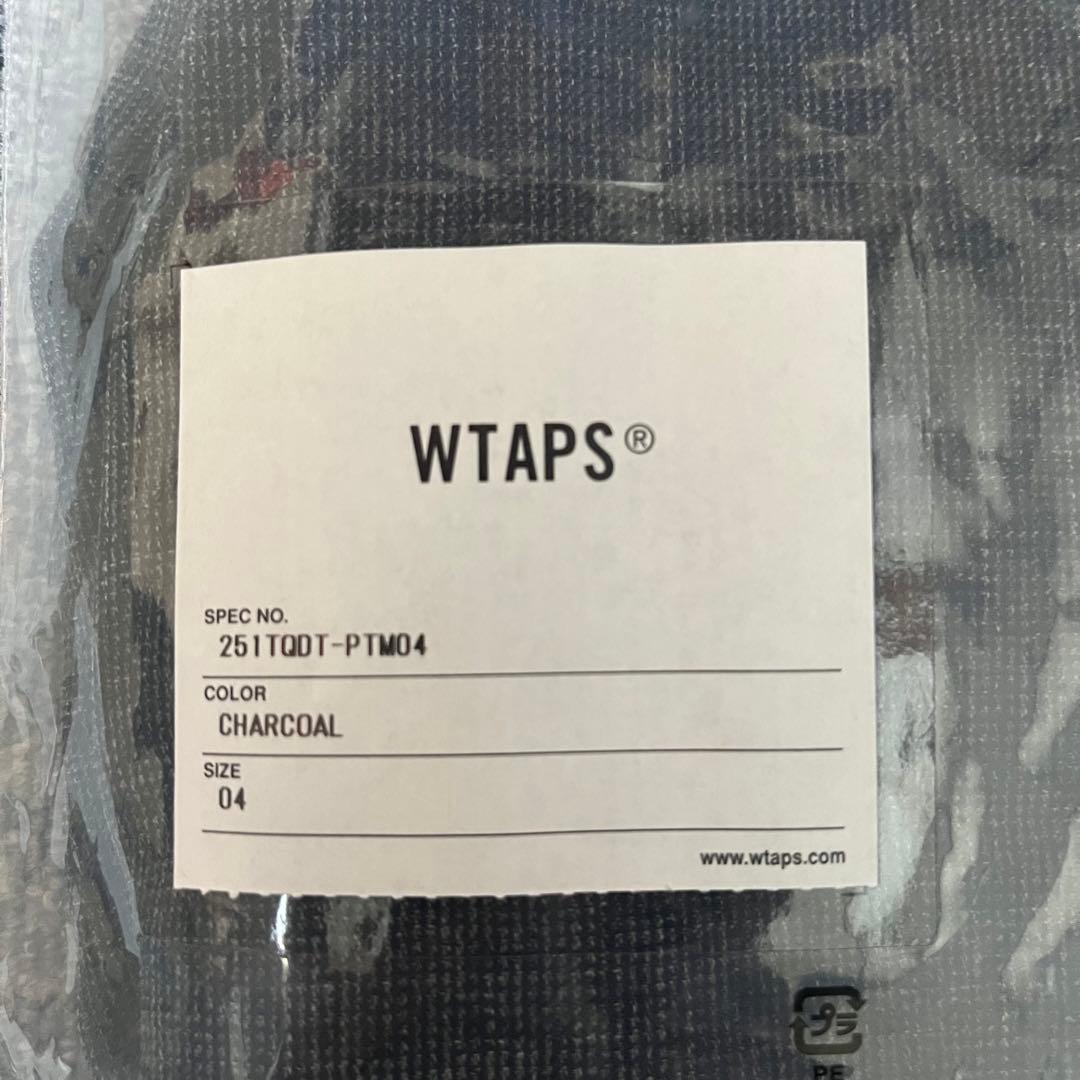 WTAPS®
SPEC NO.
251TQDT-PTM04
COLOR
CHARCOAL
SIZE
04
www.wtaps.com
プラ
PE